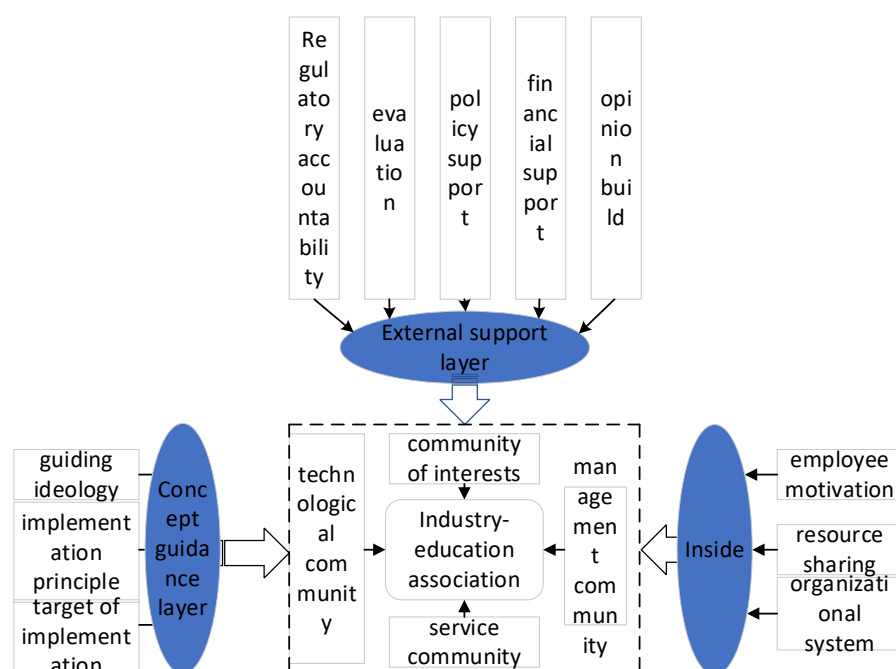 Re
gul
ato
ry acc
ou
nta
bili
ty
eva
lua
tio
n
pol
icy
sup
por
t
fin
anc
ial
sup
por
t
opi
nio
n
bui
ld
External support
layer
guiding
ideology
implement
ation
principle
target of
implement
ation
Conc
ept
guida
nce
layer
techn
ological
com
munit
y
community
of interests
Industry-
education
association
service
community
man
age
men
t
com
mun
ity
Inside
employee
motivation
resource
sharing
organizati
onal
system